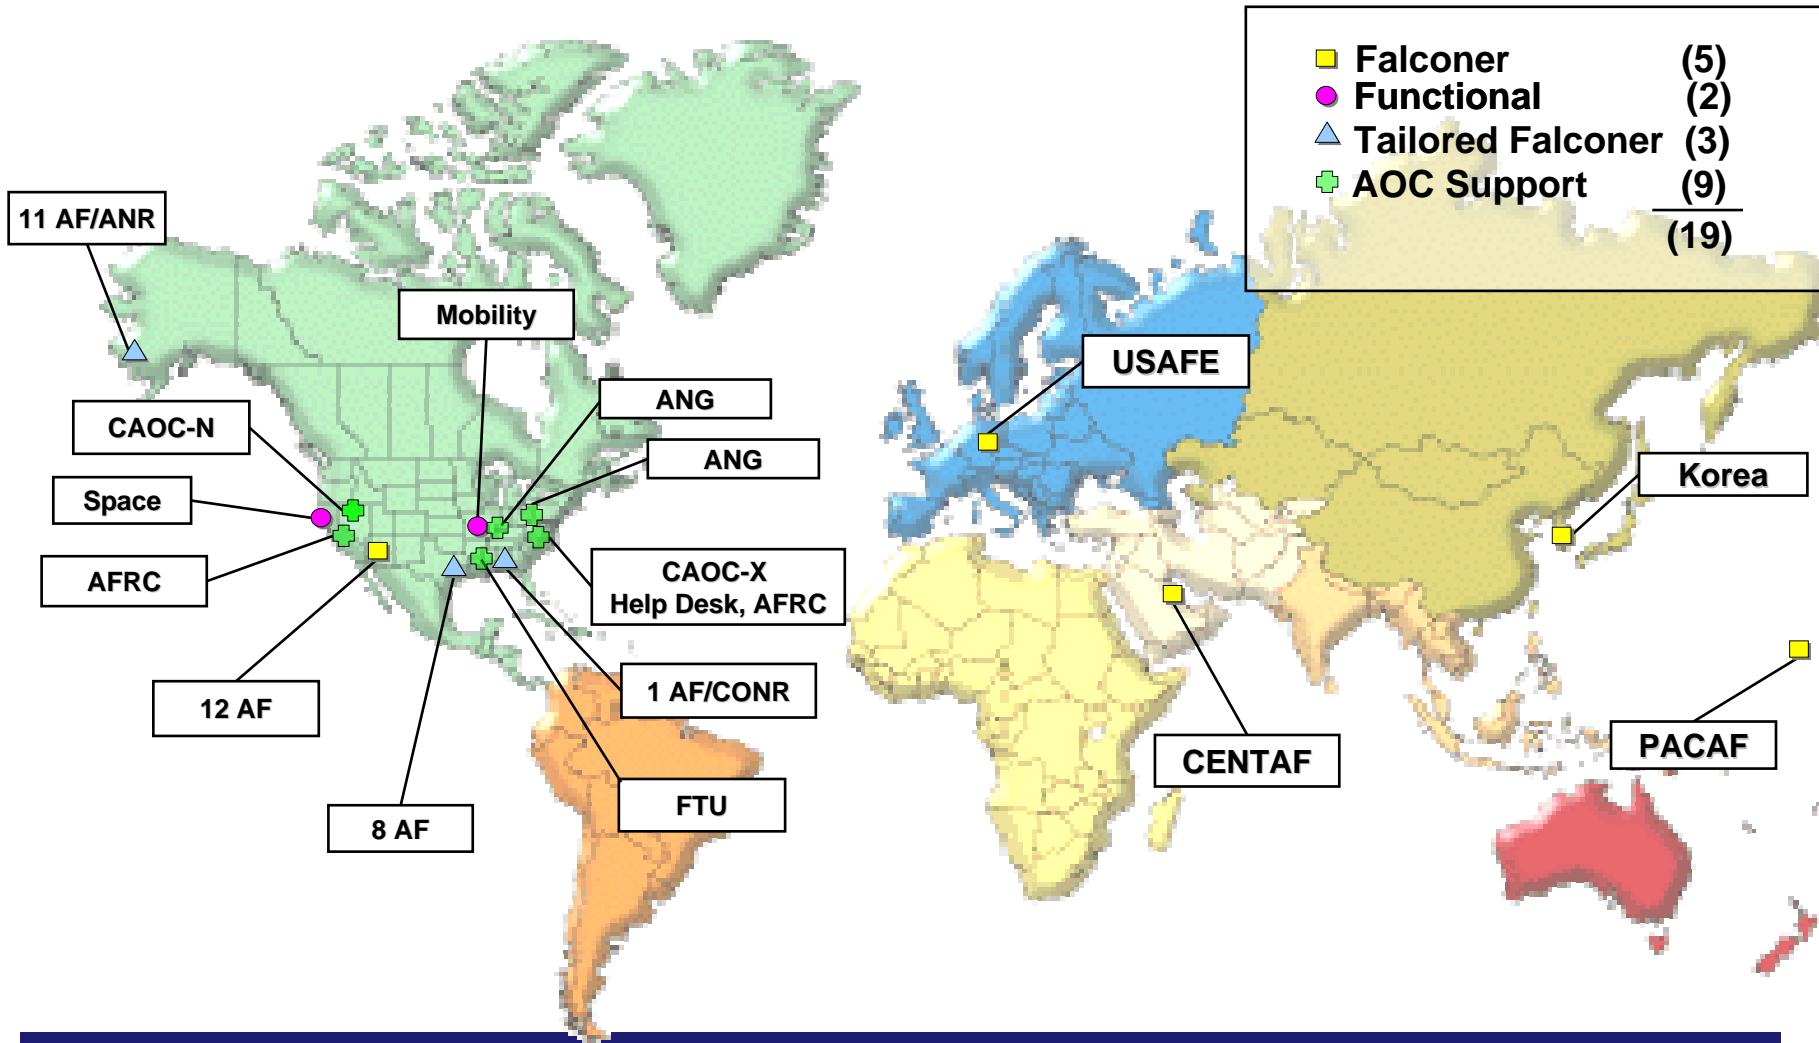 Falconer (5)
Functional (2)
Tailored Falconer (3)
AOC Support (9)
(19)
11 AF/ANR
Mobility
USAFE
ANG
CAOC-N
ANG
Korea
Space
AFRC
CAOC-X
Help Desk, AFRC
12 AF
1 AF/CONR
CENTAF
PACAF
8 AF
FTU